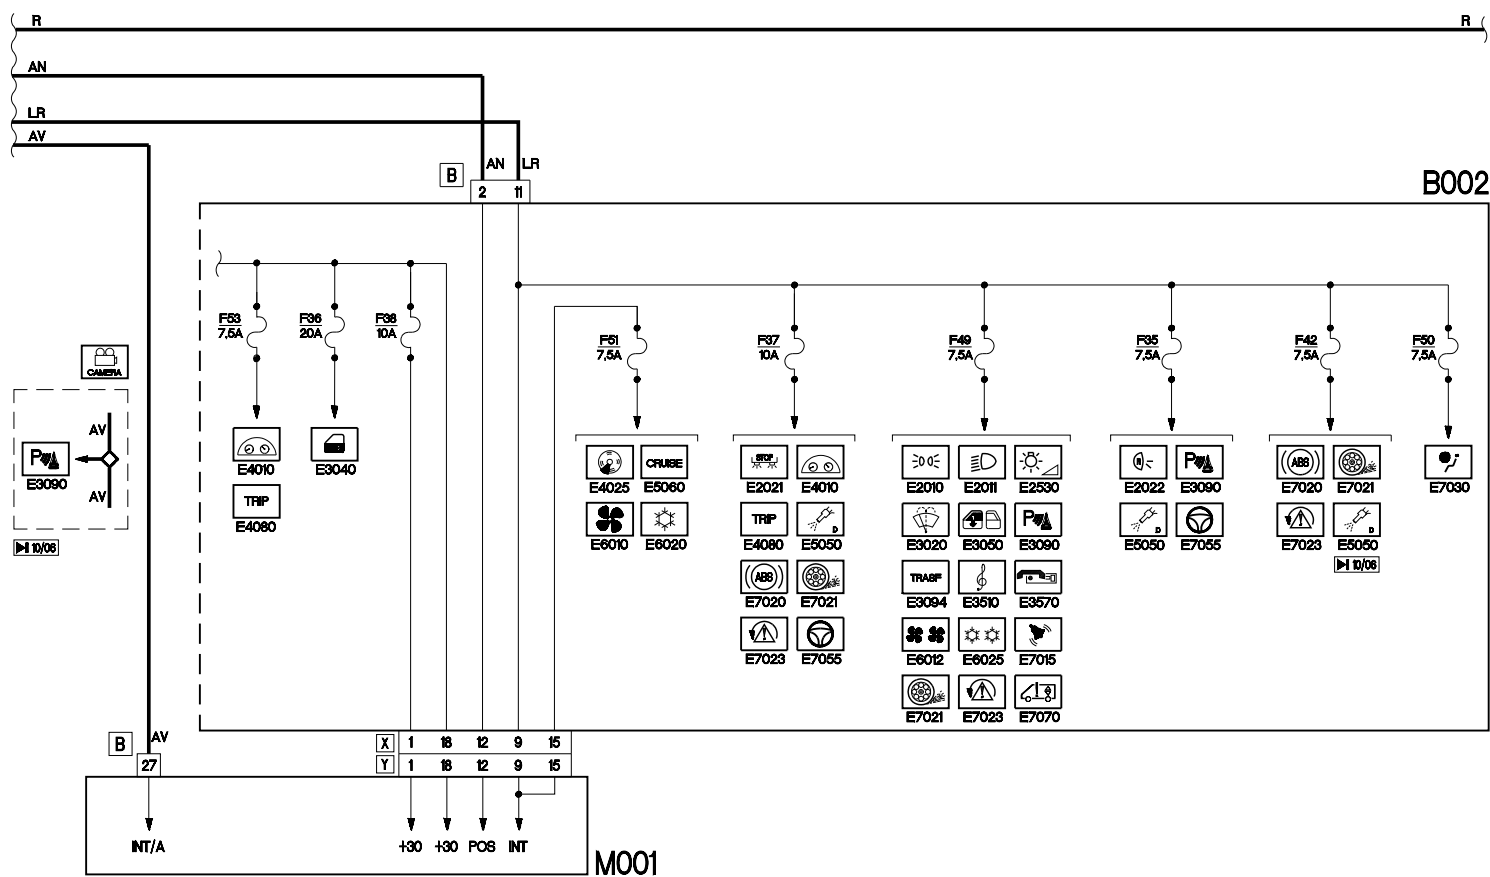 R R
AN
LR
AV
B AN LR
2 11
B002
F53 7,5A
F36 20A
F38 10A
F51 7,5A
F37 10A
F49 7,5A
F35 7,5A
F42 7,5A
F50 7,5A
CAMERA
AV
P
E3090
AV
10/06
E4010
E3040
TRIP
E4080
CRUISE
E4025 E5060
E6010 E6020
STOP
E2021 E4010
TRIP D
E4080 E5050
ABS
E7020 E7021
E7023 E7055
E2010 E2011 E2530
P
E3020 E3050 E3090
TRASF
E3094 E3510 E3570
E6012 E6025 E7015
E7021 E7023 E7070
P
E2022 E3090
D
E5050 E7055
ABS
E7020 E7021
D
E7023 E5050
10/06
E7030
B AV
27
X 1 18 12 9 15
Y 1 18 12 9 15
INT/A +30 +30 POS INT
M001